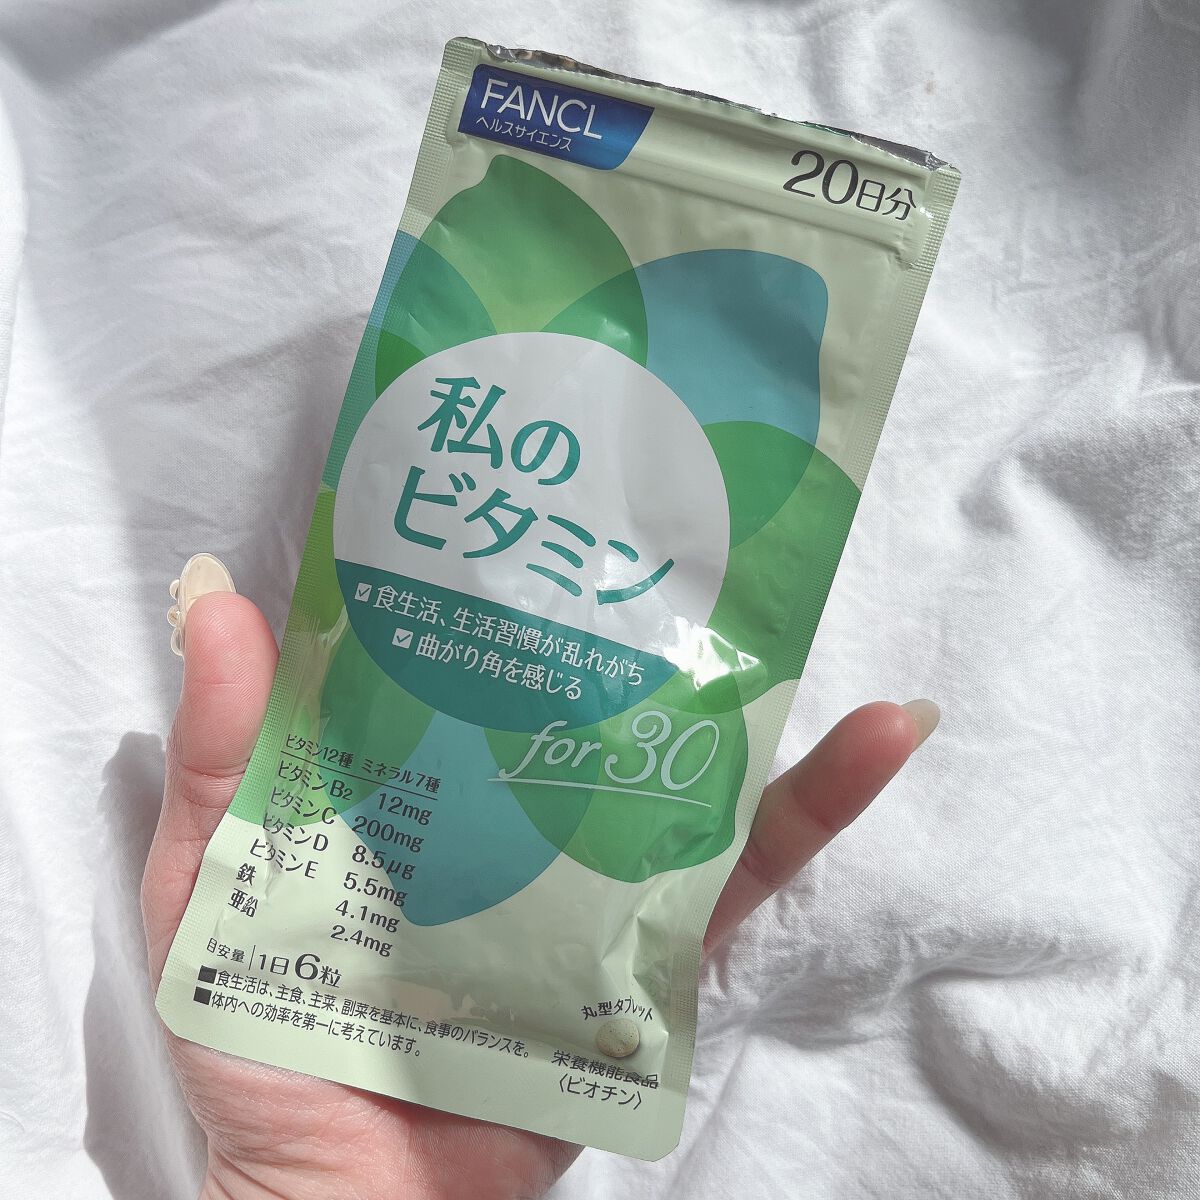 FANCL
ヘルスサイエンス
20日分
私の
ビタミン
食生活、生活習慣が乱れがち
曲がり角を感じる
for 30
ビタミン12種 ミネラル7種
ビタミンB2 12mg
ビタミンC 200mg
ビタミンD 8.5μg
ビタミンE 5.5mg
鉄 4.1mg
亜鉛 2.4mg
目安量 1日6粒
■食生活は、主食、主菜、副菜を基本に、食事のバランスを。
■体内への効率を第一に考えています。
丸型タブレット
栄養機能食品
〈ビオチン〉